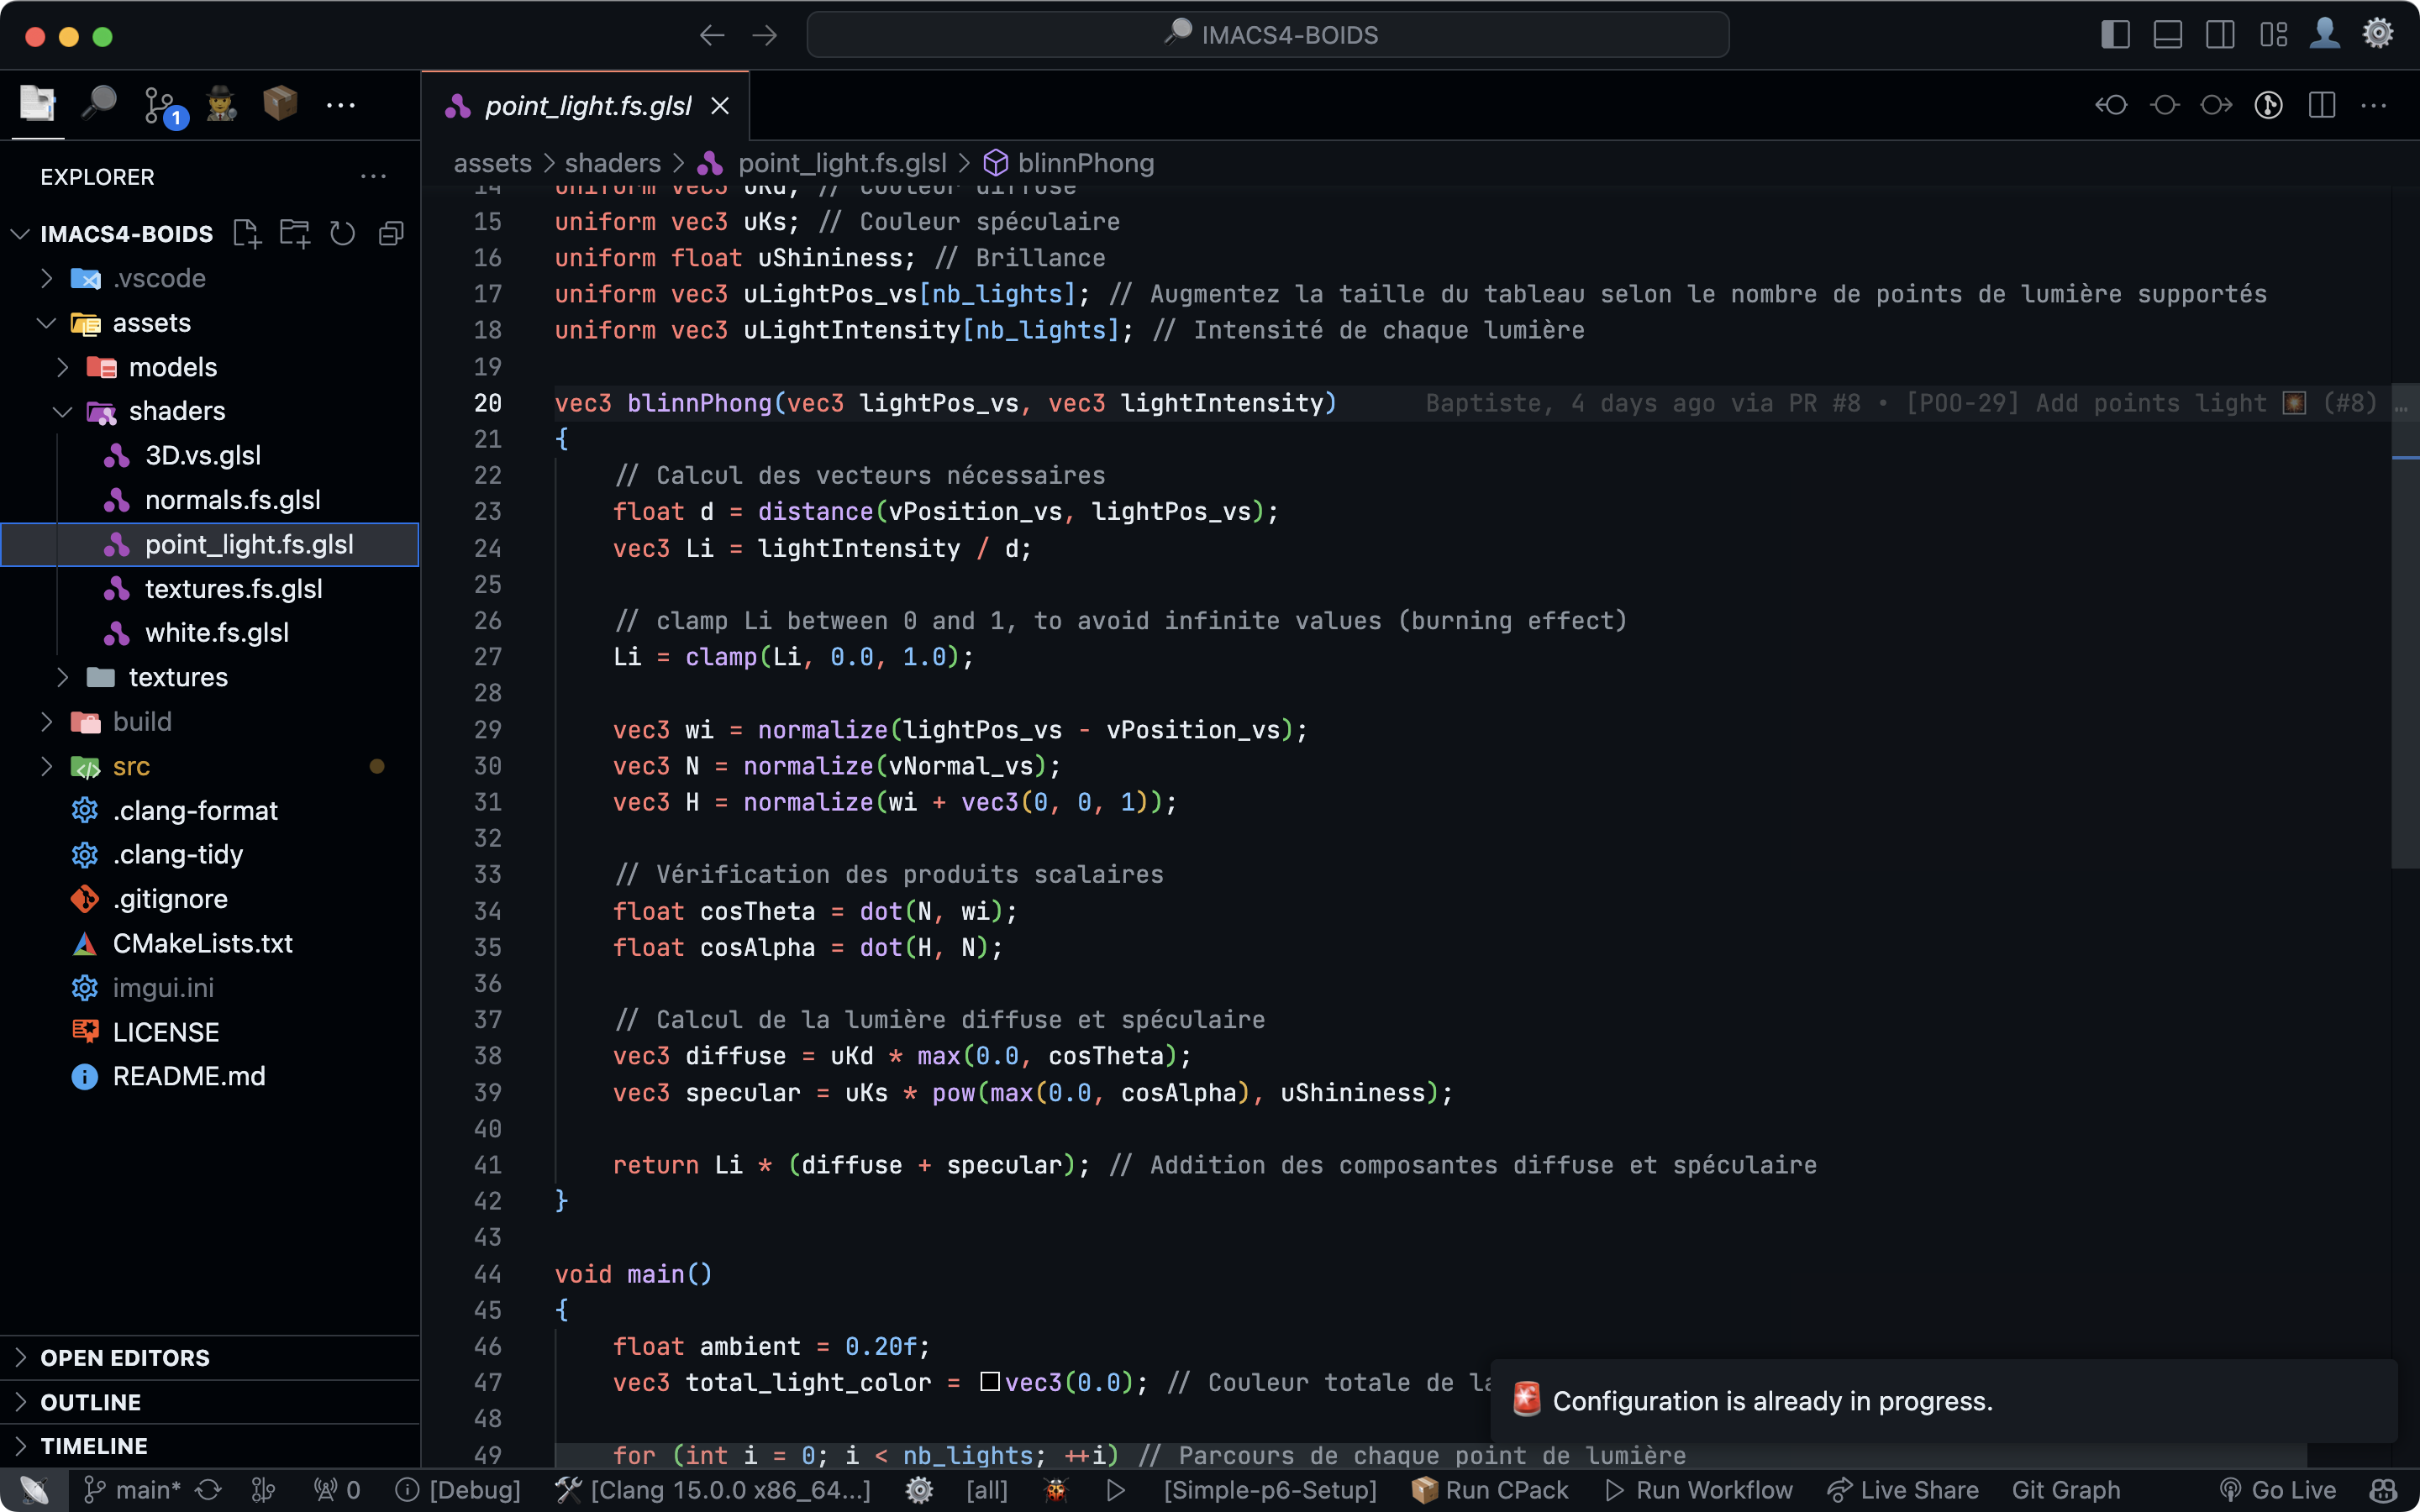 IMACS4-BOIDS
1
point_light.fs.glsl
EXPLORER
IMACS4-BOIDS
.vscode
assets
models
shaders
3D.vs.glsl
normals.fs.glsl
point_light.fs.glsl
textures.fs.glsl
white.fs.glsl
textures
build
src
.clang-format
.clang-tidy
.gitignore
CMakeLists.txt
imgui.ini
LICENSE
README.md
OPEN EDITORS
OUTLINE
TIMELINE
assets > shaders > point_light.fs.glsl > blinnPhong
14 uniform vec3 uKd; // Couleur diffuse
15 uniform vec3 uKs; // Couleur spéculaire
16 uniform float uShininess; // Brillance
17 uniform vec3 uLightPos_vs[nb_lights]; // Augmentez la taille du tableau selon le nombre de points de lumière supportés
18 uniform vec3 uLightIntensity[nb_lights]; // Intensité de chaque lumière
19
20 vec3 blinnPhong(vec3 lightPos_vs, vec3 lightIntensity) Baptiste, 4 days ago via PR #8 • [POO-29] Add points light 💥 (#8) …
21 {
22 // Calcul des vecteurs nécessaires
23 float d = distance(vPosition_vs, lightPos_vs);
24 vec3 Li = lightIntensity / d;
25
26 // clamp Li between 0 and 1, to avoid infinite values (burning effect)
27 Li = clamp(Li, 0.0, 1.0);
28
29 vec3 wi = normalize(lightPos_vs - vPosition_vs);
30 vec3 N = normalize(vNormal_vs);
31 vec3 H = normalize(wi + vec3(0, 0, 1));
32
33 // Vérification des produits scalaires
34 float cosTheta = dot(N, wi);
35 float cosAlpha = dot(H, N);
36
37 // Calcul de la lumière diffuse et spéculaire
38 vec3 diffuse = uKd * max(0.0, cosTheta);
39 vec3 specular = uKs * pow(max(0.0, cosAlpha), uShininess);
40
41 return Li * (diffuse + specular); // Addition des composantes diffuse et spéculaire
42 }
43
44 void main()
45 {
46 float ambient = 0.20f;
47 vec3 total_light_color = vec3(0.0); // Couleur totale de la
48
49 for (int i = 0; i < nb_lights; ++i) // Parcours de chaque point de lumière
Configuration is already in progress.
main* 0 [Debug] [Clang 15.0.0 x86_64...] [all] [Simple-p6-Setup] Run CPack Run Workflow Live Share Git Graph Go Live